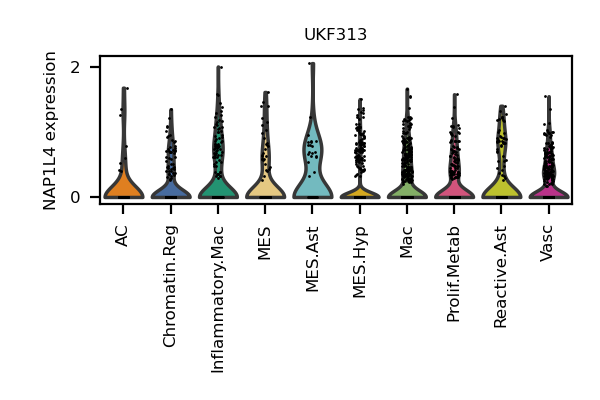 UKF313
NAP1L4 expression
2
0
AC
Chromatin.Reg
Inflammatory.Mac
MES
MES.Ast
MES.Hyp
Mac
Prolif.Metab
Reactive.Ast
Vasc